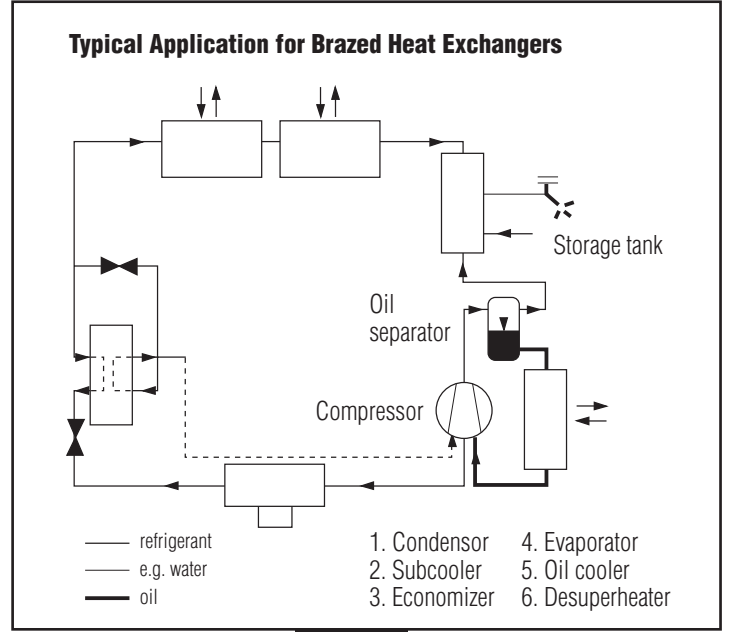 Typical Application for Brazed Heat Exchangers
Storage tank
Oil
separator
Compressor
refrigerant
e.g. water
oil
1. Condensor
2. Subcooler
3. Economizer
4. Evaporator
5. Oil cooler
6. Desuperheater